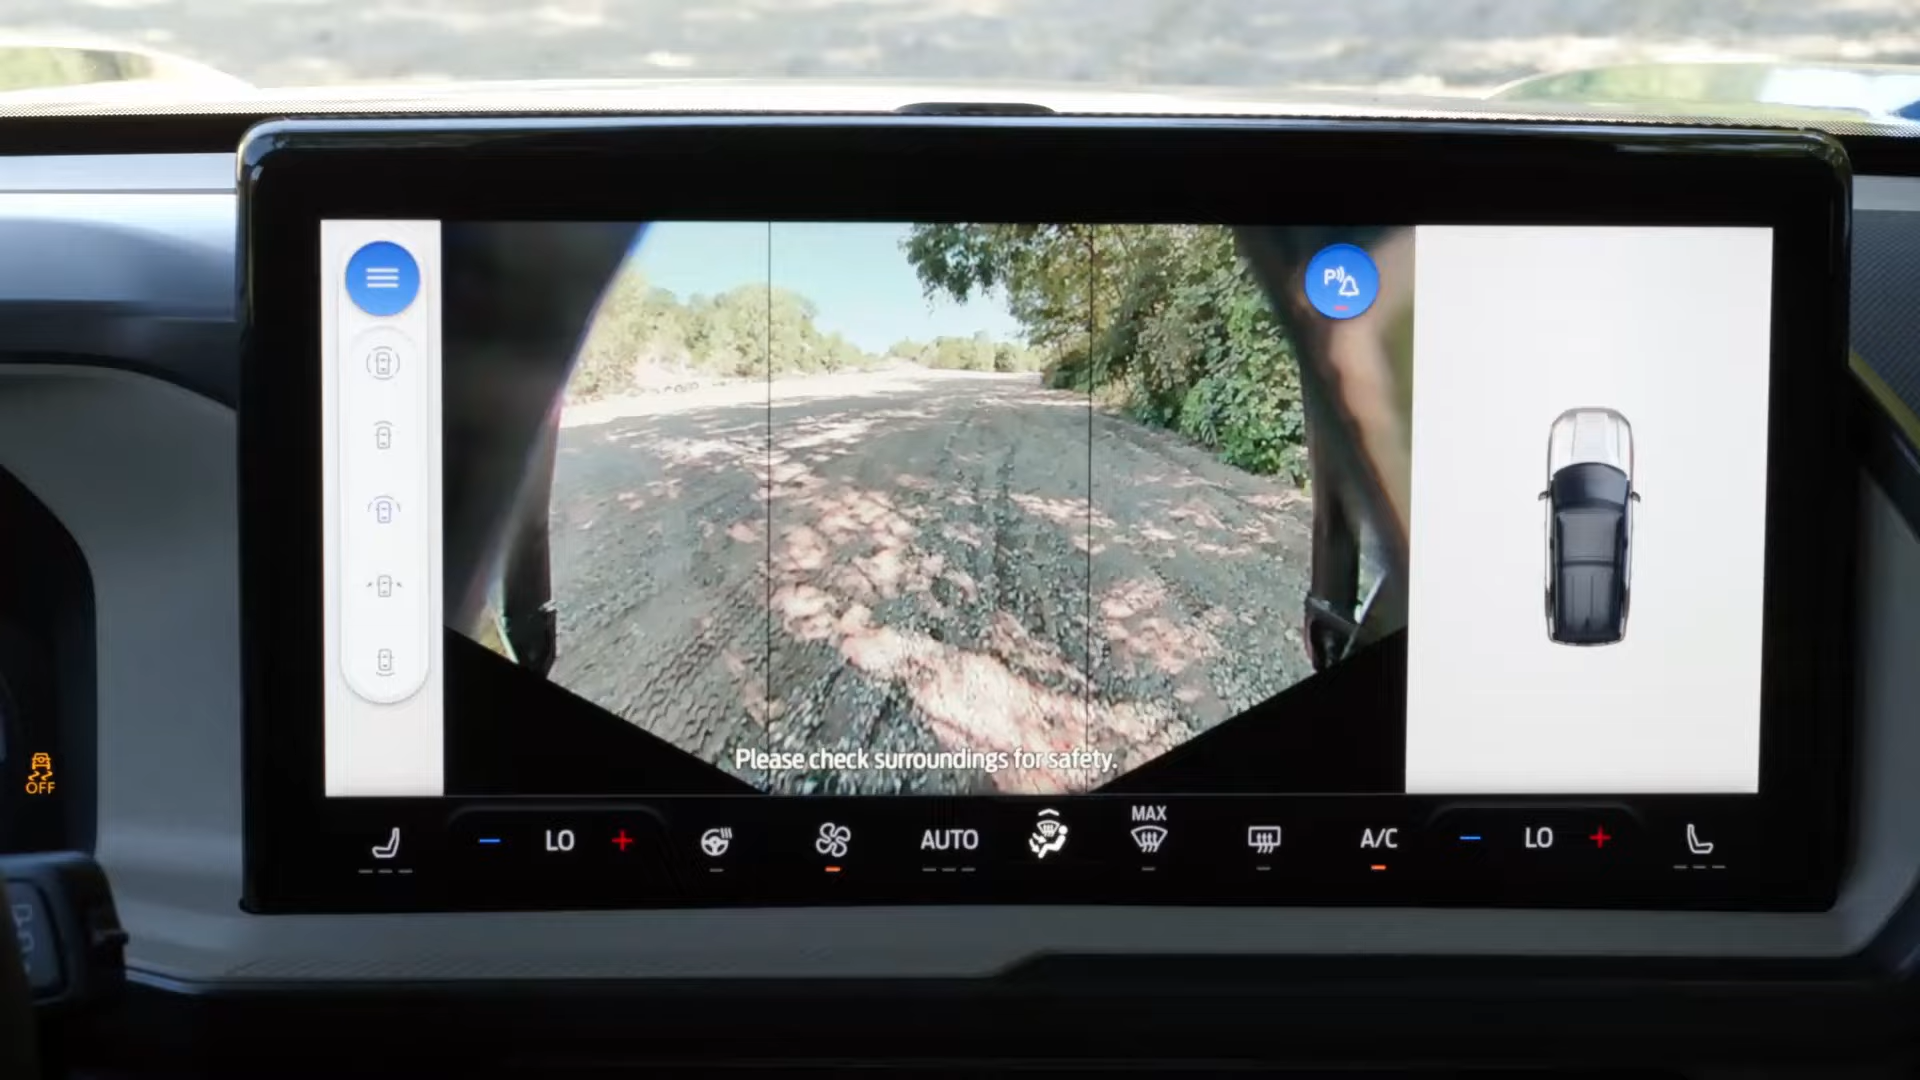 P
Please check surroundings for safety.
OFF
LO
AUTO
MAX
A/C
LO